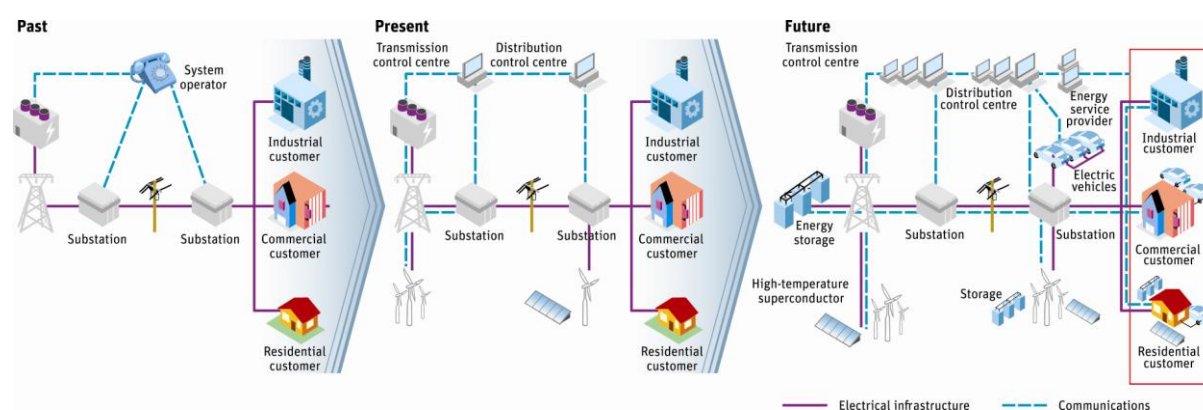 Past
System
operator
Substation
Substation
Industrial
customer
Commercial
customer
Residential
customer
Present
Transmission
control centre
Distribution
control centre
Substation
Substation
Industrial
customer
Commercial
customer
Residential
customer
Future
Transmission
control centre
Distribution
control centre
Energy
service
provider
Industrial
customer
Electric
vehicles
Energy
storage
Substation
Substation
Commercial
customer
High-temperature
superconductor
Storage
Residential
customer
Electrical infrastructure
Communications